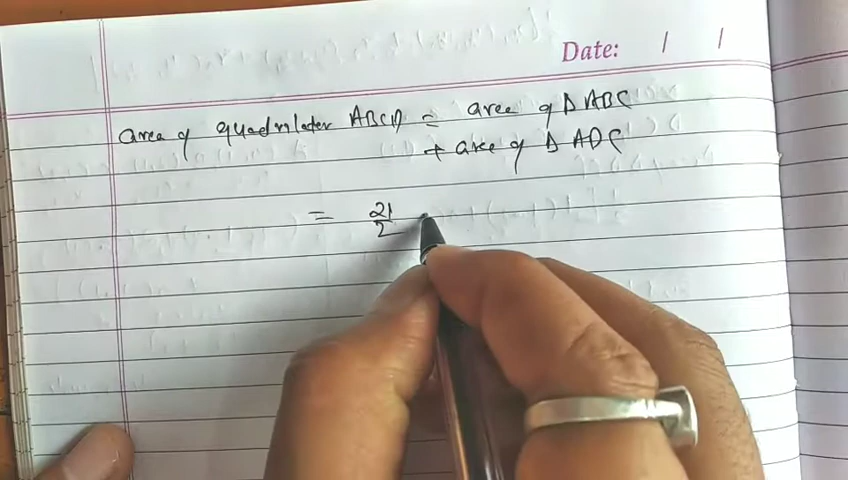 Date: / /
area of quadrilater ABCD = area of Δ ABC
+ area of Δ ADC
= 21/2